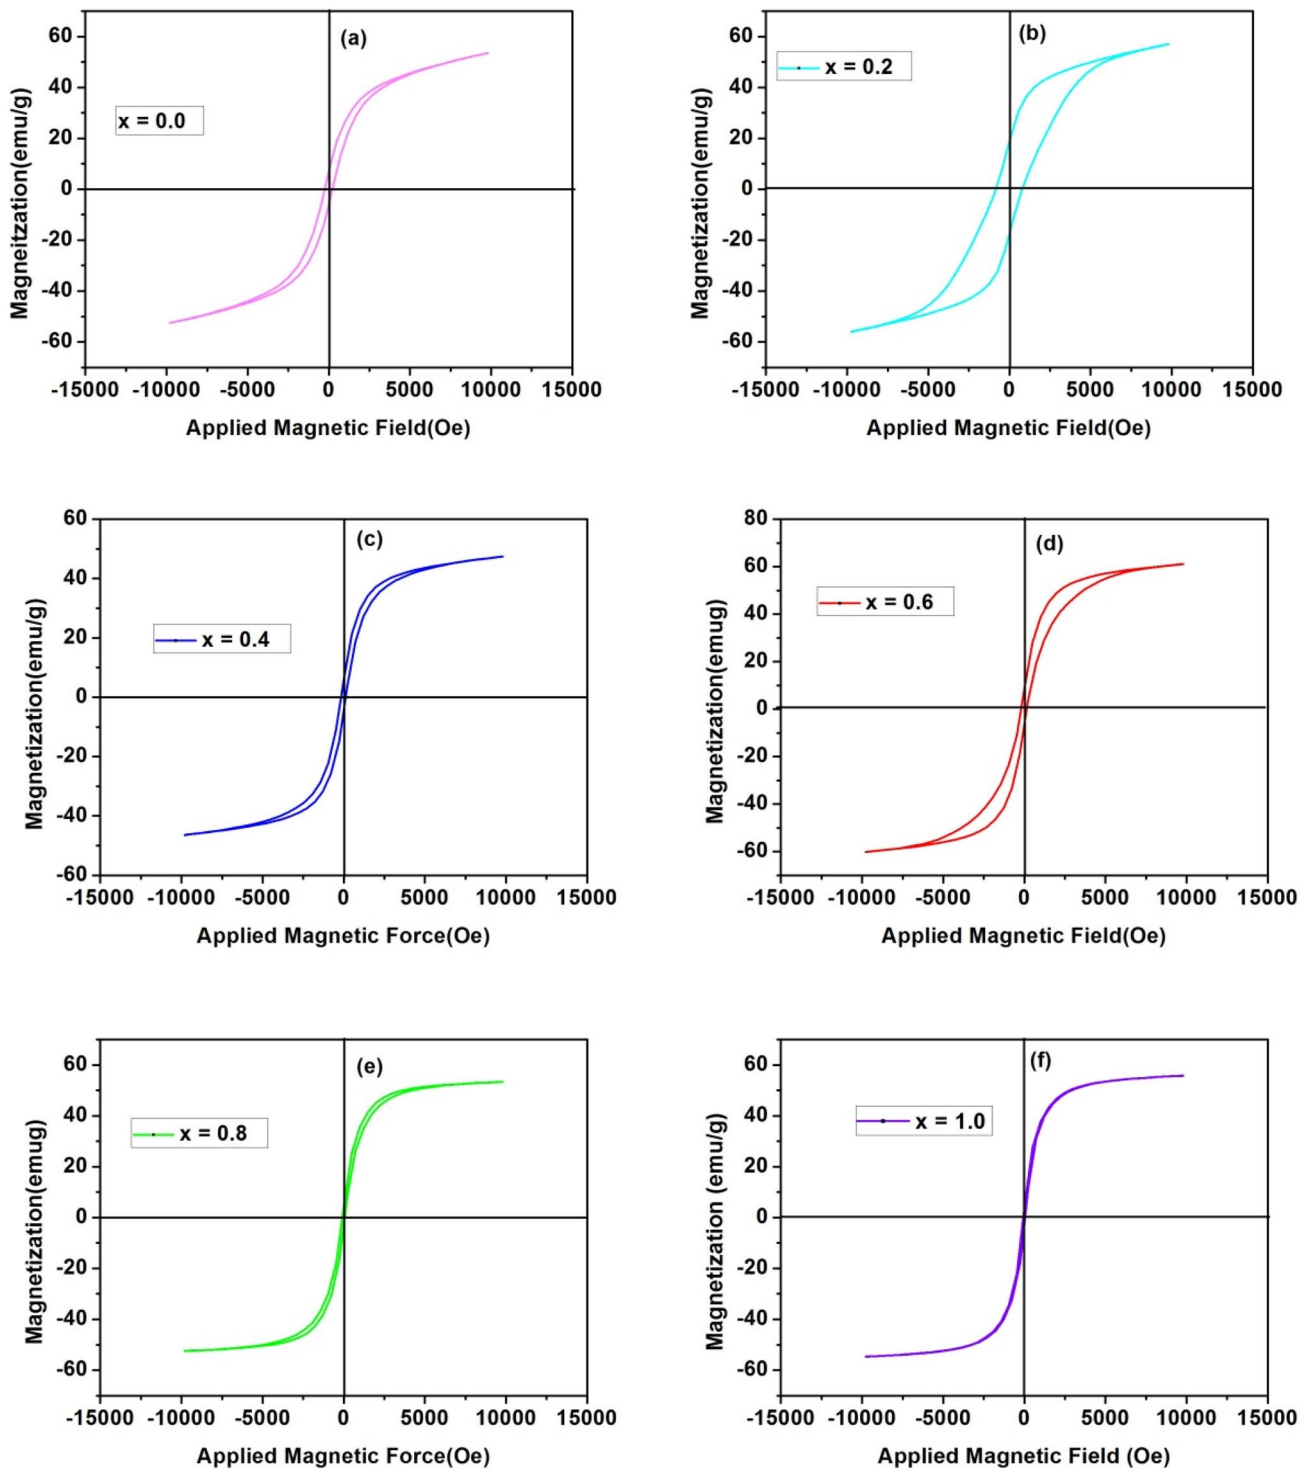 (a)
x = 0.0
Magneitzation(emu/g)
60
40
20
0
-20
-40
-60
-15000 -10000 -5000 0 5000 10000 15000
Applied Magnetic Field(Oe)
(b)
x = 0.2
Magnetization(emu/g)
60
40
20
0
-20
-40
-60
-15000 -10000 -5000 0 5000 10000 15000
Applied Magnetic Field(Oe)
(c)
x = 0.4
Magnetization(emu/g)
60
40
20
0
-20
-40
-60
-15000 -10000 -5000 0 5000 10000 15000
Applied Magnetic Force(Oe)
(d)
x = 0.6
Magnetization(emug)
80
60
40
20
0
-20
-40
-60
-80
-15000 -10000 -5000 0 5000 10000 15000
Applied Magnetic Field(Oe)
(e)
x = 0.8
Magnetization(emug)
60
40
20
0
-20
-40
-60
-15000 -10000 -5000 0 5000 10000 15000
Applied Magnetic Force(Oe)
(f)
x = 1.0
Magnetization (emu/g)
60
40
20
0
-20
-40
-60
-15000 -10000 -5000 0 5000 10000 15000
Applied Magnetic Field (Oe)